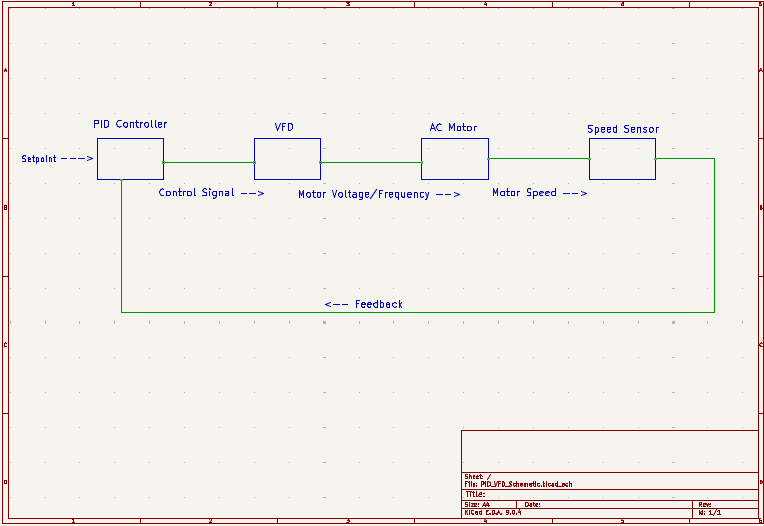 1 2 3 4 5 6
PID Controller VFD AC Motor Speed Sensor
A A
Setpoint --->
Control Signal --> Motor Voltage/Frequency --> Motor Speed -->
B B
<-- Feedback
C C
Sheet: /
File: PID_VFD_Schematic.kicad_sch
Title:
D D
Size: A4 Date: Rev:
KiCad E.D.A. 9.0.4 Id: 1/1
1 2 3 4 5 6